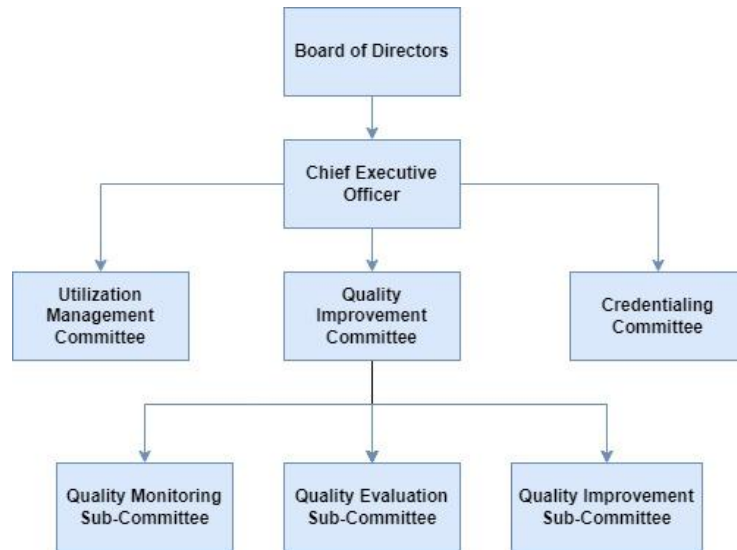 Board of Directors
Chief Executive
Officer
Utilization
Management
Committee
Quality
Improvement
Committee
Credentialing
Committee
Quality Monitoring
Sub-Committee
Quality Evaluation
Sub-Committee
Quality Improvement
Sub-Committee